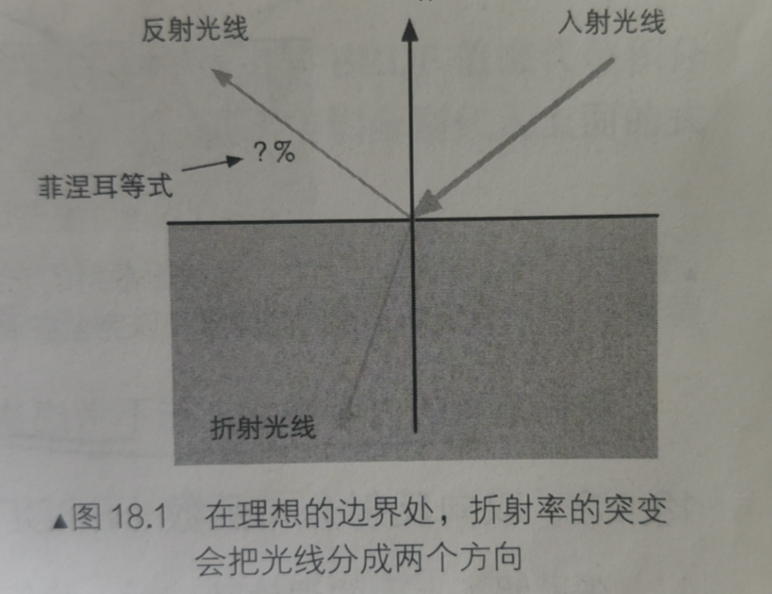 反射光线
入射光线
?%
菲涅耳等式
折射光线
▲图 18.1 在理想的边界处，折射率的突变
会把光线分成两个方向